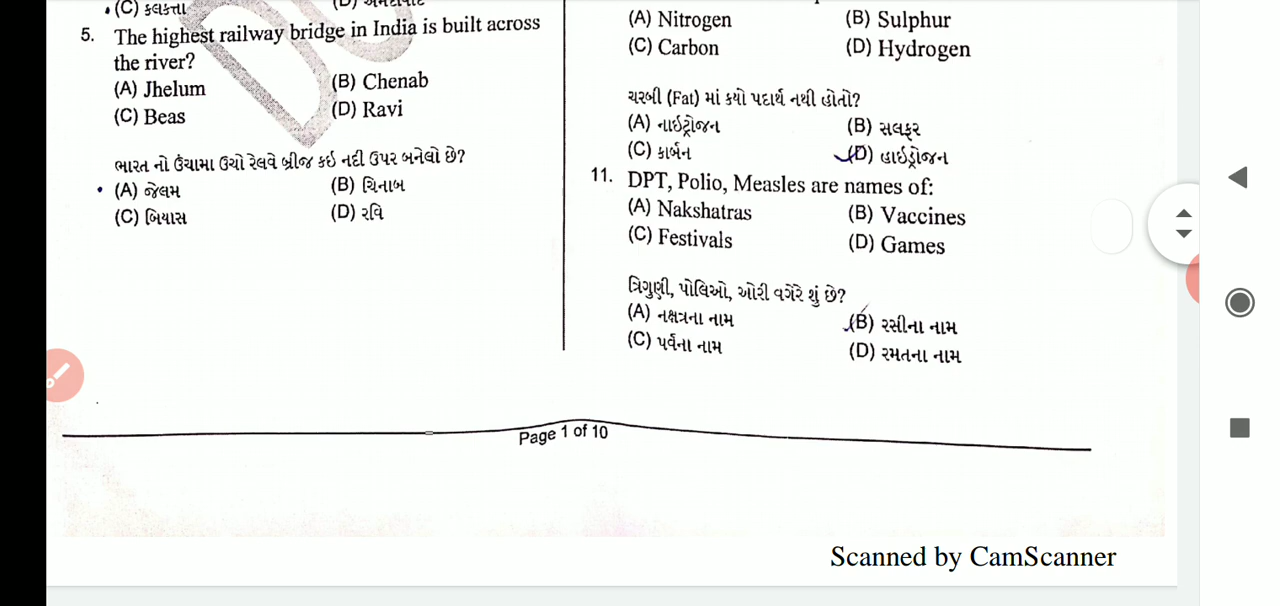 (C) કલકત્તા
5. The highest railway bridge in India is built across
the river?
(A) Jhelum (B) Chenab
(C) Beas (D) Ravi
ભારત નો ઉંચામા ઉચો રેલવે બ્રીજ કઇ નદી ઉપર બનેલો છે?
(A) જેલમ (B) ચિનાબ
(C) બિયાસ (D) રવિ
(A) Nitrogen (B) Sulphur
(C) Carbon (D) Hydrogen
ચરબી (Fat) માં કયો પદાર્થ નથી હોતો?
(A) નાઇટ્રોજન (B) સલફર
(C) કાર્બન (D) હાઇડ્રોજન
11. DPT, Polio, Measles are names of:
(A) Nakshatras (B) Vaccines
(C) Festivals (D) Games
ત્રિગુણી, પોલિઓ, ઓરી વગેરે શું છે?
(A) નક્ષત્રના નામ (B) રસીના નામ
(C) પર્વના નામ (D) રમતના નામ
Page 1 of 10
Scanned by CamScanner